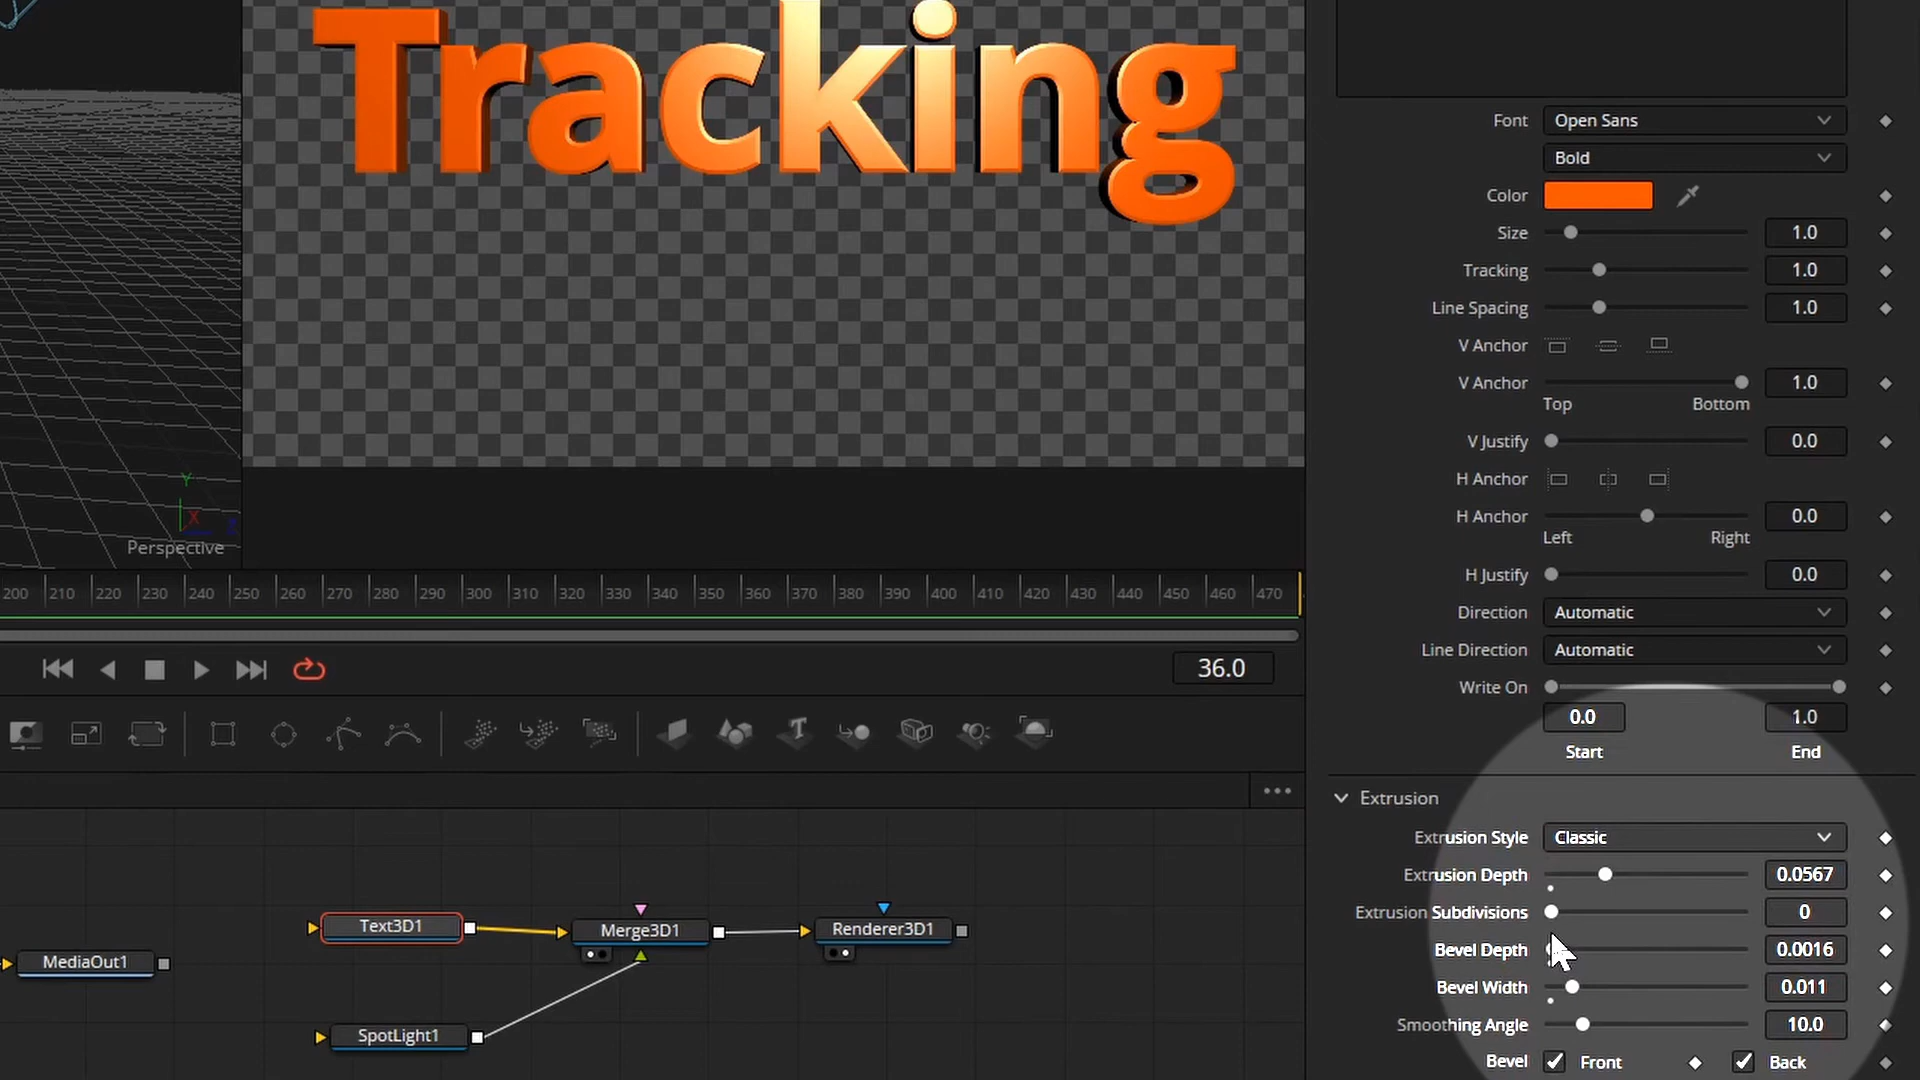 Tracking
Perspective
Y
X
200 210 220 230 240 250 260 270 280 290 300 310 320 330 340 350 360 370 380 390 400 410 420 430 440 450 460 470
36.0
Text3D1
Merge3D1
Renderer3D1
MediaOut1
SpotLight1
Font Open Sans
Bold
Color
Size 1.0
Tracking 1.0
Line Spacing 1.0
V Anchor
V Anchor 1.0
Top Bottom
V Justify 0.0
H Anchor
H Anchor 0.0
Left Right
H Justify 0.0
Direction Automatic
Line Direction Automatic
Write On
0.0 1.0
Start End
Extrusion
Extrusion Style Classic
Extrusion Depth 0.0567
Extrusion Subdivisions 0
Bevel Depth 0.0016
Bevel Width 0.011
Smoothing Angle 10.0
Bevel Front Back